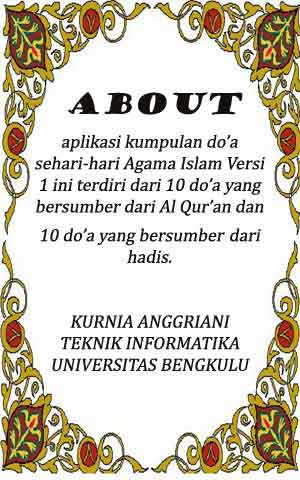 ABOUT
aplikasi kumpulan do’a
sehari-hari Agama Islam Versi
1 ini terdiri dari 10 do’a yang
bersumber dari Al Qur’an dan
10 do’a yang bersumber dari
hadis.
KURNIA ANGGRIANI
TEKNIK INFORMATIKA
UNIVERSITAS BENGKULU